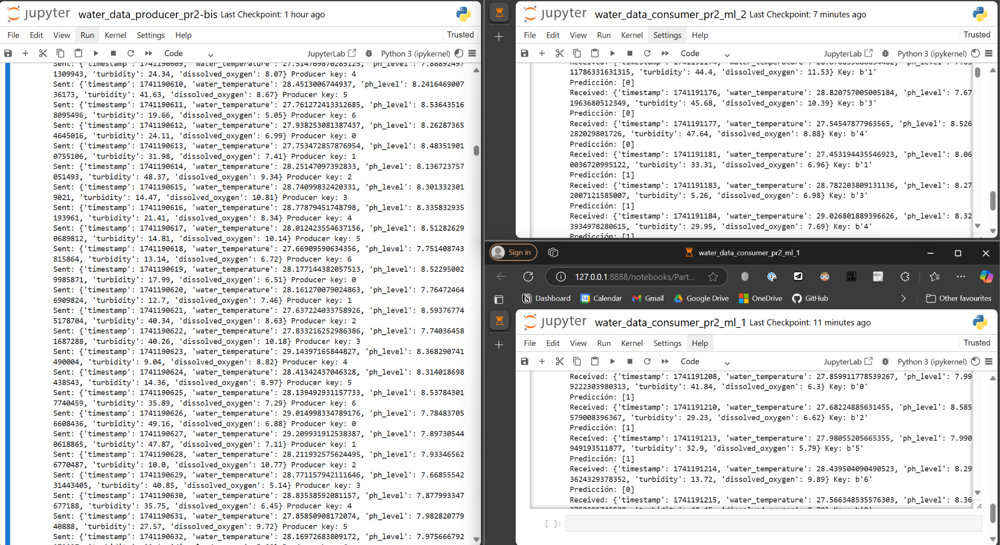 jupyter water_data_producer_pr2-bis Last Checkpoint: 1 hour ago
File Edit View Run Kernel Settings Help Trusted
Code JupyterLab Python 3 (ipykernel)
Sent: {'timestamp': 1741190609, 'water_temperature': 27.514769870285125, 'ph_level': 7.88892497
1309943, 'turbidity': 24.34, 'dissolved_oxygen': 8.07} Producer key: 4
Sent: {'timestamp': 1741190610, 'water_temperature': 28.4513006744937, 'ph_level': 8.2416469007
36173, 'turbidity': 41.63, 'dissolved_oxygen': 8.67} Producer key: 5
Sent: {'timestamp': 1741190611, 'water_temperature': 27.761272413312685, 'ph_level': 8.53643516
8095496, 'turbidity': 19.66, 'dissolved_oxygen': 5.05} Producer key: 6
Sent: {'timestamp': 1741190612, 'water_temperature': 27.938253081387437, 'ph_level': 8.26287365
4645016, 'turbidity': 24.11, 'dissolved_oxygen': 6.99} Producer key: 0
Sent: {'timestamp': 1741190613, 'water_temperature': 27.753472857876954, 'ph_level': 8.48351901
0755106, 'turbidity': 31.98, 'dissolved_oxygen': 7.41} Producer key: 1
Sent: {'timestamp': 1741190614, 'water_temperature': 28.25147097392833, 'ph_level': 8.136723757
051493, 'turbidity': 48.37, 'dissolved_oxygen': 9.34} Producer key: 2
Sent: {'timestamp': 1741190615, 'water_temperature': 28.74099832420331, 'ph_level': 8.301332301
9021, 'turbidity': 14.47, 'dissolved_oxygen': 10.81} Producer key: 3
Sent: {'timestamp': 1741190616, 'water_temperature': 28.77879451748798, 'ph_level': 8.335832935
193961, 'turbidity': 21.41, 'dissolved_oxygen': 8.34} Producer key: 4
Sent: {'timestamp': 1741190617, 'water_temperature': 28.012423554637156, 'ph_level': 8.51282629
0689812, 'turbidity': 14.81, 'dissolved_oxygen': 10.14} Producer key: 5
Sent: {'timestamp': 1741190618, 'water_temperature': 27.66909590634356, 'ph_level': 7.751408743
815864, 'turbidity': 13.14, 'dissolved_oxygen': 6.72} Producer key: 6
Sent: {'timestamp': 1741190619, 'water_temperature': 28.177144382057513, 'ph_level': 8.52295002
9985871, 'turbidity': 17.99, 'dissolved_oxygen': 6.51} Producer key: 0
Sent: {'timestamp': 1741190620, 'water_temperature': 28.161270079024863, 'ph_level': 7.76472464
6909824, 'turbidity': 12.7, 'dissolved_oxygen': 7.46} Producer key: 1
Sent: {'timestamp': 1741190621, 'water_temperature': 27.637224033758926, 'ph_level': 8.59376774
5178704, 'turbidity': 40.34, 'dissolved_oxygen': 8.63} Producer key: 2
Sent: {'timestamp': 1741190622, 'water_temperature': 27.833216252986386, 'ph_level': 7.74036458
1687288, 'turbidity': 40.26, 'dissolved_oxygen': 10.18} Producer key: 3
Sent: {'timestamp': 1741190623, 'water_temperature': 29.14397165844827, 'ph_level': 8.368290741
490004, 'turbidity': 9.04, 'dissolved_oxygen': 8.82} Producer key: 4
Sent: {'timestamp': 1741190624, 'water_temperature': 28.41342437046328, 'ph_level': 8.314018698
438543, 'turbidity': 14.36, 'dissolved_oxygen': 8.97} Producer key: 5
Sent: {'timestamp': 1741190625, 'water_temperature': 28.139492931157733, 'ph_level': 8.53784301
7740459, 'turbidity': 35.89, 'dissolved_oxygen': 7.29} Producer key: 6
Sent: {'timestamp': 1741190626, 'water_temperature': 29.014998334789176, 'ph_level': 7.78483705
6608436, 'turbidity': 49.16, 'dissolved_oxygen': 6.88} Producer key: 0
Sent: {'timestamp': 1741190627, 'water_temperature': 29.209931912538387, 'ph_level': 7.89730544
0618865, 'turbidity': 47.87, 'dissolved_oxygen': 7.11} Producer key: 1
Sent: {'timestamp': 1741190628, 'water_temperature': 28.211932575624495, 'ph_level': 7.93346562
6770487, 'turbidity': 10.0, 'dissolved_oxygen': 10.77} Producer key: 2
Sent: {'timestamp': 1741190629, 'water_temperature': 28.771157942111646, 'ph_level': 7.66855542
31443405, 'turbidity': 40.85, 'dissolved_oxygen': 5.14} Producer key: 3
Sent: {'timestamp': 1741190630, 'water_temperature': 28.83538592081157, 'ph_level': 7.877993347
677188, 'turbidity': 35.75, 'dissolved_oxygen': 6.45} Producer key: 4
Sent: {'timestamp': 1741190631, 'water_temperature': 27.85850908172074, 'ph_level': 7.982820779
40888, 'turbidity': 27.57, 'dissolved_oxygen': 9.72} Producer key: 5
Sent: {'timestamp': 1741190632, 'water_temperature': 28.16972683809172, 'ph_level': 7.975666792
jupyter water_data_consumer_pr2_ml_2 Last Checkpoint: 7 minutes ago
File Edit View Run Kernel Settings Help Trusted
Code JupyterLab Python 3 (ipykernel)
11786331631315, 'turbidity': 44.4, 'dissolved_oxygen': 11.53} Key: b'1'
Predicción: [0]
Received: {'timestamp': 1741191176, 'water_temperature': 28.820757005005184, 'ph_level': 7.67
1963680512349, 'turbidity': 45.68, 'dissolved_oxygen': 10.39} Key: b'3'
Predicción: [0]
Received: {'timestamp': 1741191177, 'water_temperature': 27.54547877963565, 'ph_level': 8.526
282029801726, 'turbidity': 47.64, 'dissolved_oxygen': 8.88} Key: b'4'
Predicción: [0]
Received: {'timestamp': 1741191181, 'water_temperature': 27.453194435546923, 'ph_level': 8.06
0036720995122, 'turbidity': 33.31, 'dissolved_oxygen': 6.96} Key: b'1'
Predicción: [1]
Received: {'timestamp': 1741191183, 'water_temperature': 28.782203809131136, 'ph_level': 8.27
2007121585007, 'turbidity': 5.26, 'dissolved_oxygen': 6.98} Key: b'3'
Predicción: [1]
Received: {'timestamp': 1741191184, 'water_temperature': 29.026801889396626, 'ph_level': 8.32
3934978280615, 'turbidity': 29.95, 'dissolved_oxygen': 7.69} Key: b'4'
Predicción: [1]
Sign in water_data_consumer_pr2_ml_1
127.0.0.1:8888/notebooks/Part...
Dashboard 14 Calendar Gmail Google Drive OneDrive GitHub Other favourites
jupyter water_data_consumer_pr2_ml_1 Last Checkpoint: 11 minutes ago
File Edit View Run Kernel Settings Help Trusted
Code JupyterLab Python 3 (ipykernel)
Received: {'timestamp': 1741191208, 'water_temperature': 27.859911778539267, 'ph_level': 7.99
9222303980313, 'turbidity': 41.84, 'dissolved_oxygen': 6.3} Key: b'0'
Predicción: [1]
Received: {'timestamp': 1741191210, 'water_temperature': 27.68224885631455, 'ph_level': 8.585
579008396367, 'turbidity': 29.23, 'dissolved_oxygen': 6.62} Key: b'2'
Predicción: [1]
Received: {'timestamp': 1741191213, 'water_temperature': 27.980552056​65355, 'ph_level': 7.990
949193511877, 'turbidity': 32.9, 'dissolved_oxygen': 5.79} Key: b'5'
Predicción: [1]
Received: {'timestamp': 1741191214, 'water_temperature': 28.439504090490523, 'ph_level': 8.29
3624329378352, 'turbidity': 13.72, 'dissolved_oxygen': 9.89} Key: b'6'
Predicción: [0]
Received: {'timestamp': 1741191215, 'water_temperature': 27.566348535576303, 'ph_level': 8.36
[ ]: